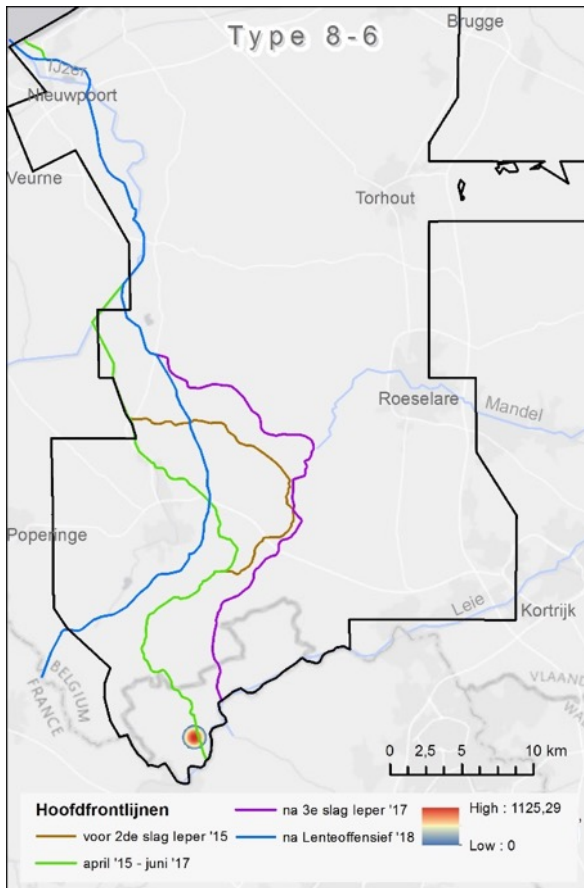 Type 8-6
Brugge
IJzer
Nieuwpoort
Veurne
Torhout
Roeselare
Mandel
Poperinge
Leie
Kortrijk
BELGIUM
FRANCE
VLAAND
WA
0 2,5 5 10 km
Hoofdfrontlijnen
voor 2de slag Ieper '15
april '15 - juni '17
na 3e slag Ieper '17
na Lenteoffensief '18
High : 1125,29
Low : 0